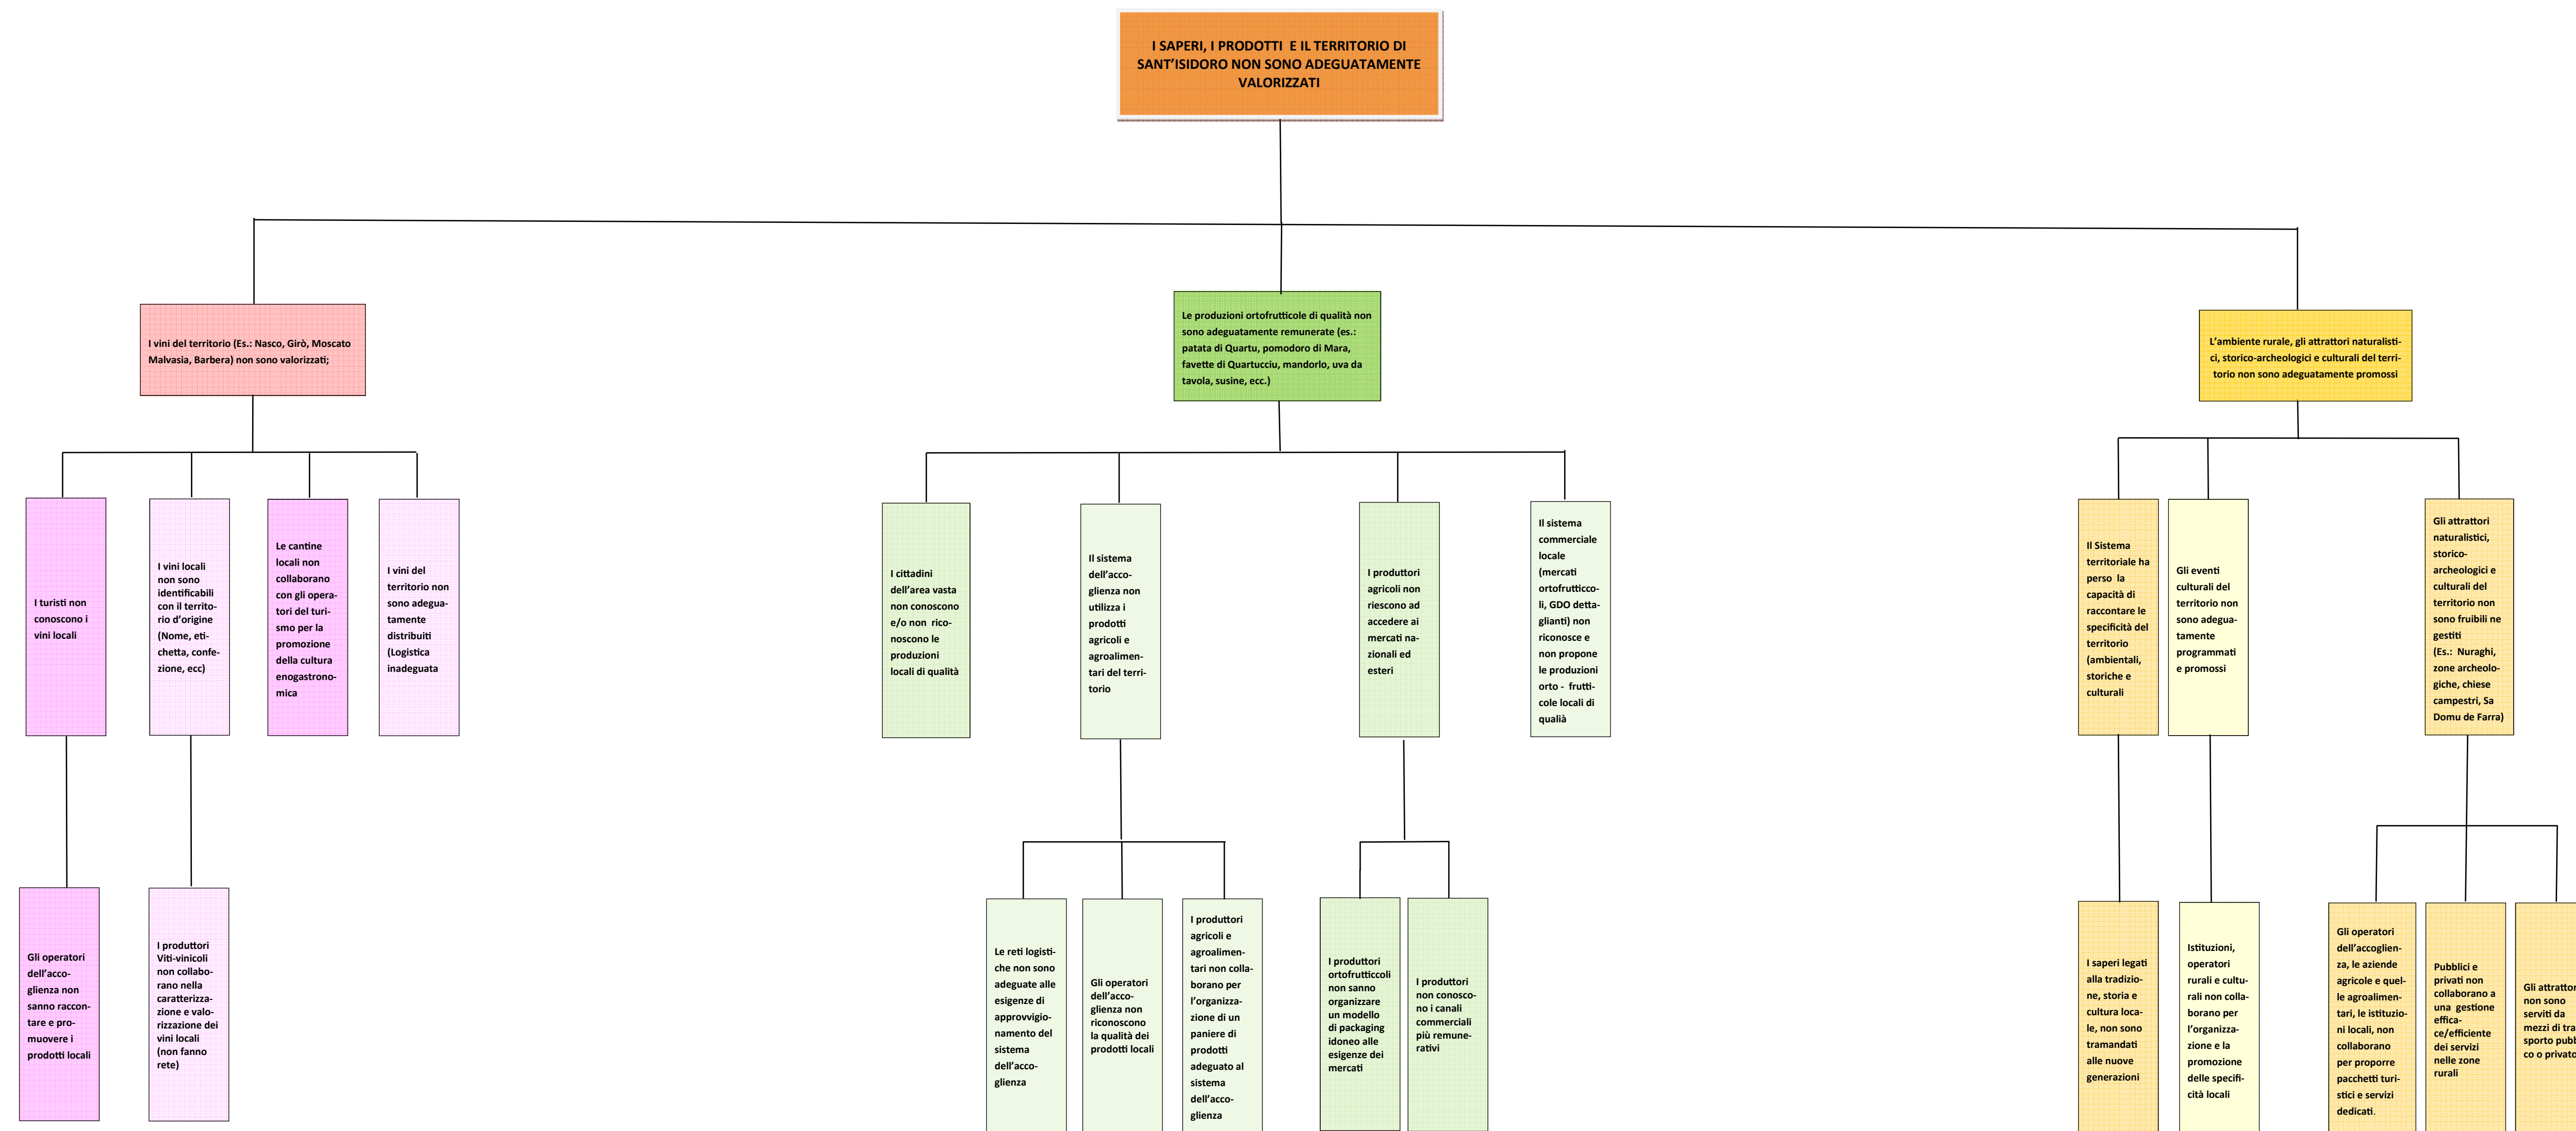 I SAPERI, I PRODOTTI  E IL TERRITORIO DI
SANT’ISIDORO NON SONO ADEGUATAMENTE
VALORIZZATI
I vini del territorio (Es.: Nasco, Girò, Moscato
Malvasia, Barbera) non sono valorizzati;
Le produzioni ortofrutticole di qualità non
sono adeguatamente remunerate (es.:
patata di Quartu, pomodoro di Mara,
favette di Quartucciu, mandorlo, uva da
tavola, susine, ecc.)
L’ambiente rurale, gli attrattori naturalisti-
ci, storico-archeologici e culturali del terri-
torio non sono adeguatamente promossi
I turisti non
conoscono i
vini locali
I vini locali
non sono
identificabili
con il territo-
rio d’origine
(Nome, eti-
chetta, confe-
zione, ecc)
Le cantine
locali non
collaborano
con gli opera-
tori del turi-
smo per la
promozione
della cultura
enogastrono-
mica
I vini del
territorio non
sono adegua-
tamente
distribuiti
(Logistica
inadeguata
I cittadini
dell’area vasta
non conoscono
e/o non  rico-
noscono le
produzioni
locali di qualità
Il sistema
dell’acco-
glienza non
utilizza i
prodotti
agricoli e
agroalimen-
tari del terri-
torio
I produttori
agricoli non
riescono ad
accedere ai
mercati na-
zionali ed
esteri
Il sistema
commerciale
locale
(mercati
ortofrutticco-
li, GDO detta-
glianti) non
riconosce e
non propone
le produzioni
orto -  frutti-
cole locali di
qualià
Il Sistema
territoriale ha
perso  la
capacità di
raccontare le
specificità del
territorio
(ambientali,
storiche e
culturali
Gli eventi
culturali del
territorio non
sono adegua-
tamente
programmati
e promossi
Gli attrattori
naturalistici,
storico-
archeologici e
culturali del
territorio non
sono fruibili ne
gestiti
(Es.:  Nuraghi,
zone archeolo-
giche, chiese
campestri, Sa
Domu de Farra)
Gli operatori
dell’acco-
glienza non
sanno raccon-
tare e pro-
muovere i
prodotti locali
I produttori
Viti-vinicoli
non collabo-
rano nella
caratterizza-
zione e valo-
rizzazione dei
vini locali
(non fanno
rete)
Le reti logisti-
che non sono
adeguate alle
esigenze di
approvvigio-
namento del
sistema
dell’acco-
glienza
Gli operatori
dell’acco-
glienza non
riconoscono
la qualità dei
prodotti locali
I produttori
agricoli e
agroalimen-
tari non colla-
borano per
l’organizza-
zione di un
paniere di
prodotti
adeguato al
sistema
dell’acco-
glienza
I produttori
ortofrutticcoli
non sanno
organizzare
un modello
di packaging
idoneo alle
esigenze dei
mercati
I produttori
non conosco-
no i canali
commerciali
più remune-
rativi
I saperi legati
alla tradizio-
ne, storia e
cultura loca-
le, non sono
tramandati
alle nuove
generazioni
Istituzioni,
operatori
rurali e cultu-
rali non colla-
borano per
l’organizza-
zione e la
promozione
delle specifi-
cità locali
Gli operatori
dell’accoglien-
za, le aziende
agricole e quel-
le agroalimen-
tari, le istituzio-
ni locali, non
collaborano
per proporre
pacchetti turi-
stici e servizi
dedicati.
Pubblici e
privati non
collaborano a
una  gestione
effica-
ce/efficiente
dei servizi
nelle zone
rurali
Gli attrattor
non sono
serviti da
mezzi di tra
sporto pubb
co o privato